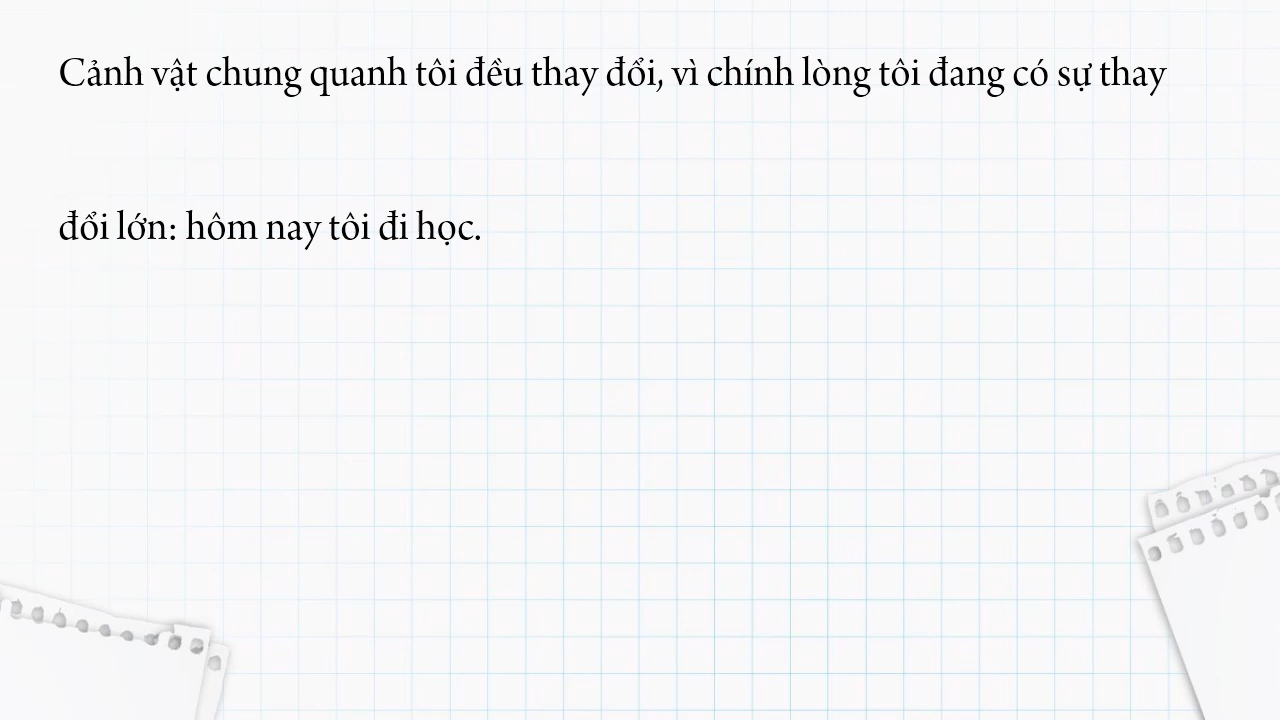 Cảnh vật chung quanh tôi đều thay đổi, vì chính lòng tôi đang có sự thay
đổi lớn: hôm nay tôi đi học.